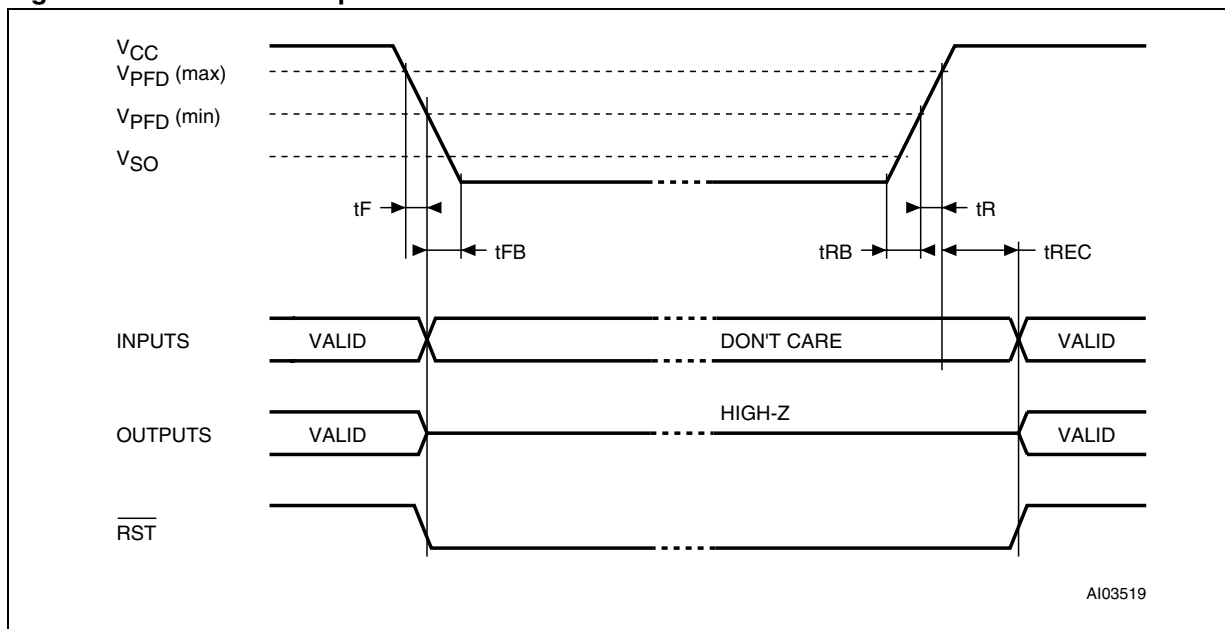 VCC
VPFD (max)
VPFD (min)
VSO
tF
tR
tFB
tRB
tREC
INPUTS
VALID
DON'T CARE
VALID
HIGH-Z
OUTPUTS
VALID
VALID
RST
AI03519